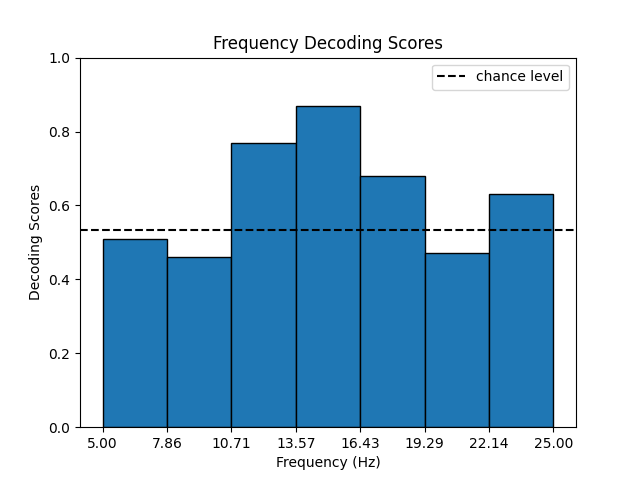 Frequency Decoding Scores
chance level
1.0
0.8
0.6
0.4
0.2
0.0
Decoding Scores
5.00 7.86 10.71 13.57 16.43 19.29 22.14 25.00
Frequency (Hz)